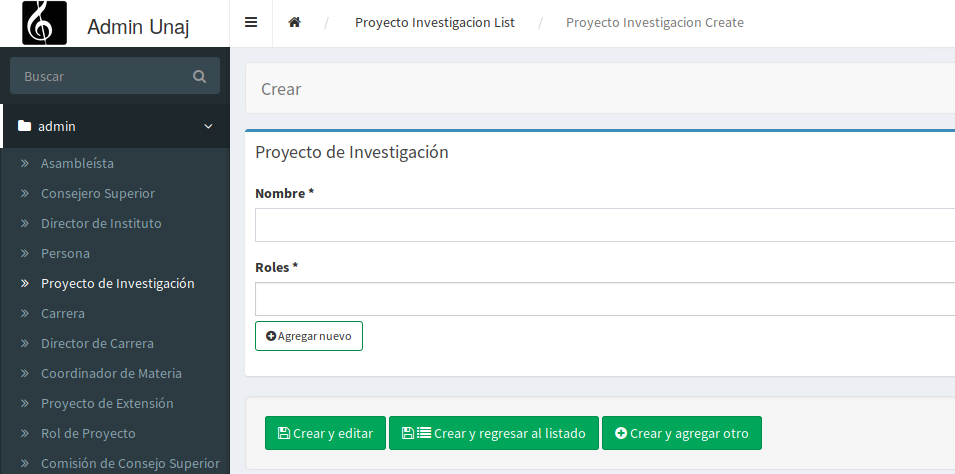 Admin Unaj
/ Proyecto Investigacion List / Proyecto Investigacion Create
Buscar
admin
Asambleísta
Consejero Superior
Director de Instituto
Persona
Proyecto de Investigación
Carrera
Director de Carrera
Coordinador de Materia
Proyecto de Extensión
Rol de Proyecto
Comisión de Consejo Superior
Crear
Proyecto de Investigación
Nombre *
Roles *
Agregar nuevo
Crear y editar
Crear y regresar al listado
Crear y agregar otro